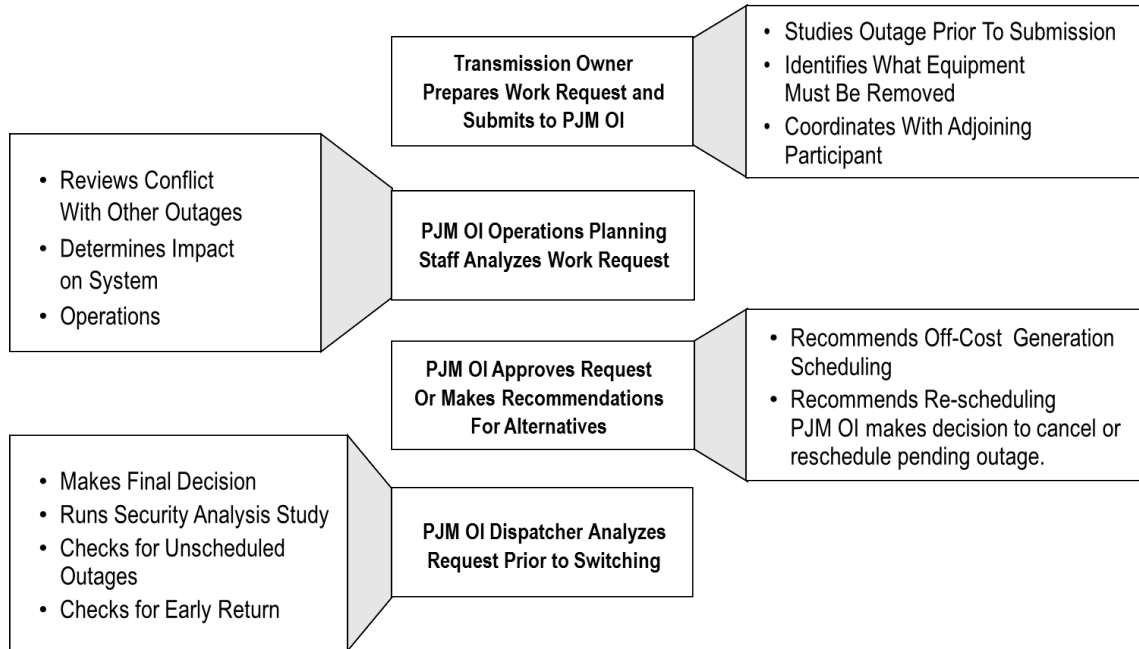 Transmission Owner
Prepares Work Request and
Submits to PJM OI
• Studies Outage Prior To Submission
• Identifies What Equipment
Must Be Removed
• Coordinates With Adjoining
Participant
• Reviews Conflict
With Other Outages
• Determines Impact
on System
• Operations
PJM OI Operations Planning
Staff Analyzes Work Request
PJM OI Approves Request
Or Makes Recommendations
For Alternatives
• Recommends Off-Cost Generation
Scheduling
• Recommends Re-scheduling
PJM OI makes decision to cancel or
reschedule pending outage.
• Makes Final Decision
• Runs Security Analysis Study
• Checks for Unscheduled
Outages
• Checks for Early Return
PJM OI Dispatcher Analyzes
Request Prior to Switching